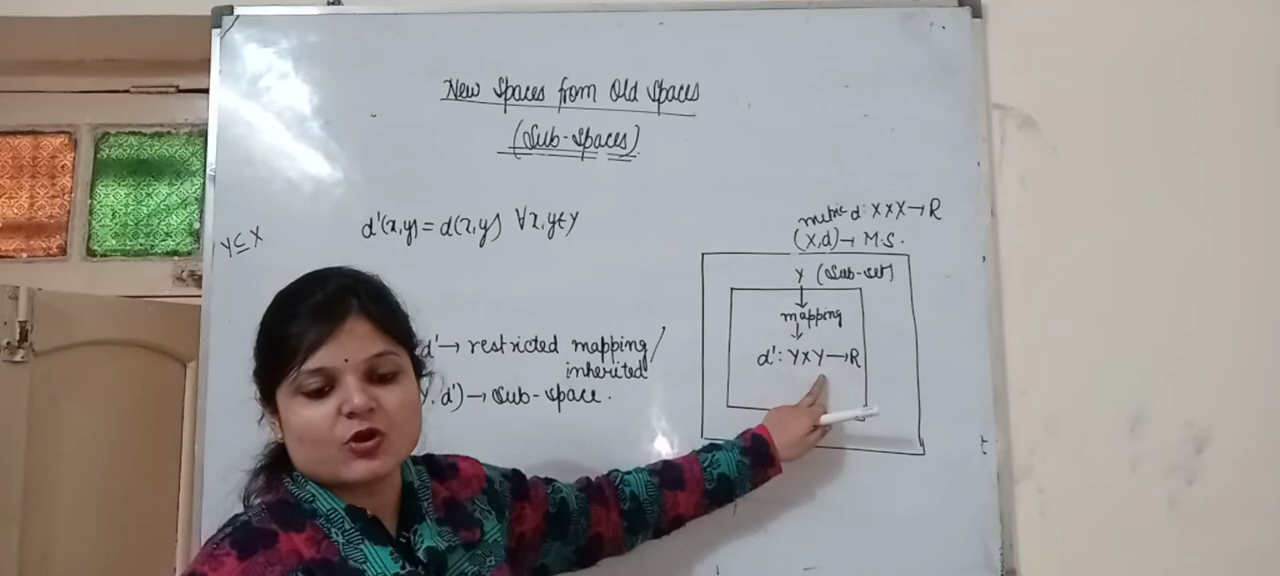 New Spaces from Old Spaces
(Sub-Spaces)
Y⊆X
d'(x,y) = d(x,y) ∀x,y∈Y
d' → restricted mapping/
inherited
Y, d') → Sub-space.
metric d: X×X→R
(X,d)→ M.S.
Y (Sub-set)
↓
mapping
↓
d': Y×Y→R